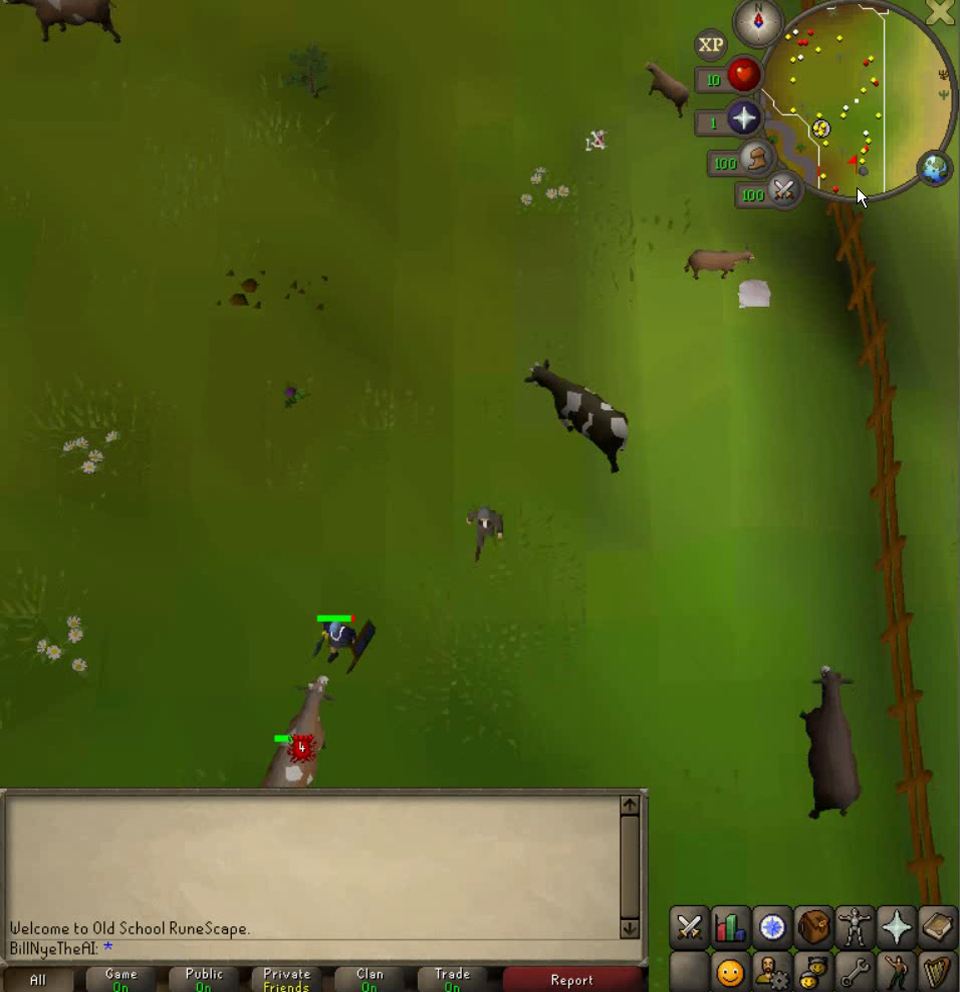 N
XP
10
1
100
100
4
Welcome to Old School RuneScape.
BillNyeTheAI: *
All
Game
On
Public
On
Private
Friends
Clan
On
Trade
On
Report